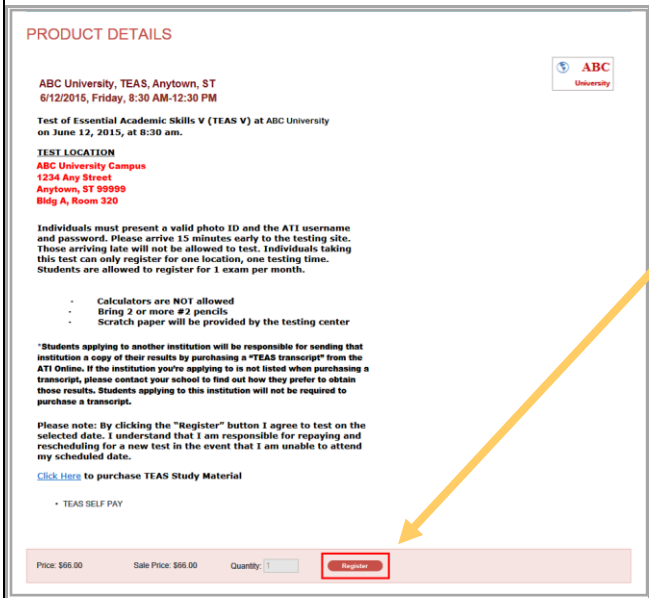 PRODUCT DETAILS
ABC
University
ABC University, TEAS, Anytown, ST
6/12/2015, Friday, 8:30 AM-12:30 PM
Test of Essential Academic Skills V (TEAS V) at ABC University
on June 12, 2015, at 8:30 am.
TEST LOCATION
ABC University Campus
1234 Any Street
Anytown, ST 99999
Bldg A, Room 320
Individuals must present a valid photo ID and the ATI username
and password. Please arrive 15 minutes early to the testing site.
Those arriving late will not be allowed to test. Individuals taking
this test can only register for one location, one testing time.
Students are allowed to register for 1 exam per month.
· Calculators are NOT allowed
· Bring 2 or more #2 pencils
· Scratch paper will be provided by the testing center
*Students applying to another institution will be responsible for sending that
institution a copy of their results by purchasing a “TEAS transcript” from the
ATI Online. If the institution you’re applying to is not listed when purchasing a
transcript, please contact your school to find out how they prefer to obtain
those results. Students applying to this institution will not be required to
purchase a transcript.
Please note: By clicking the “Register” button I agree to test on the
selected date. I understand that I am responsible for repaying and
rescheduling for a new test in the event that I am unable to attend
my scheduled date.
Click Here to purchase TEAS Study Material
• TEAS SELF PAY
Price: $66.00 Sale Price: $66.00 Quantity: 1 Register